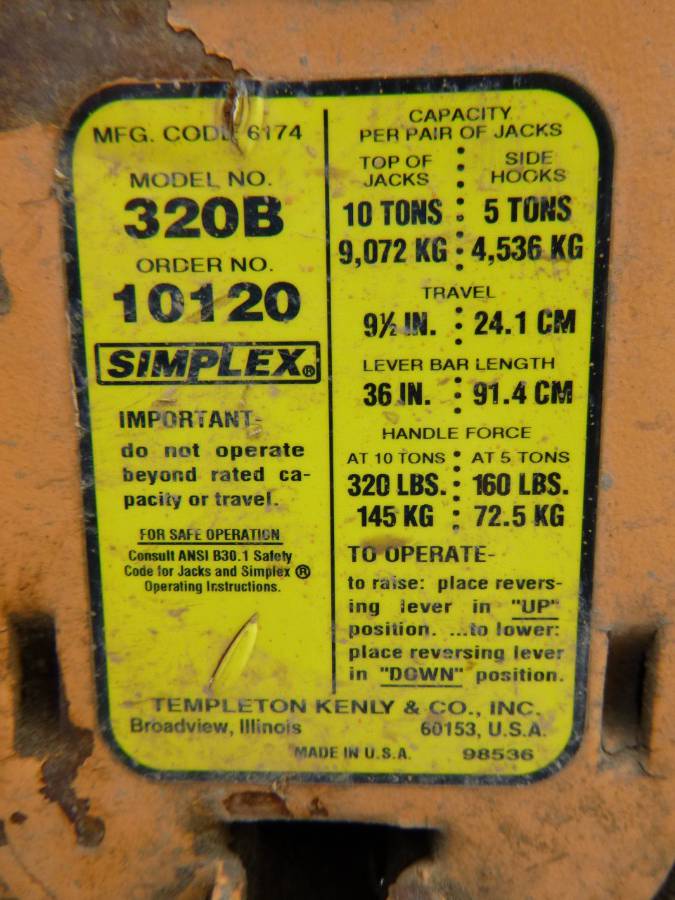 MFG. CODE 6174
MODEL NO.
320B
ORDER NO.
10120
SIMPLEX®
IMPORTANT-
do not operate
beyond rated ca-
pacity or travel.
FOR SAFE OPERATION
Consult ANSI B30.1 Safety
Code for Jacks and Simplex ®
Operating Instructions.
CAPACITY
PER PAIR OF JACKS
TOP OF JACKS : SIDE HOOKS
10 TONS : 5 TONS
9,072 KG : 4,536 KG
TRAVEL
9½ IN. : 24.1 CM
LEVER BAR LENGTH
36 IN. : 91.4 CM
HANDLE FORCE
AT 10 TONS : AT 5 TONS
320 LBS. : 160 LBS.
145 KG : 72.5 KG
TO OPERATE-
to raise: place revers-
ing lever in "UP"
position. ...to lower:
place reversing lever
in "DOWN" position.
TEMPLETON KENLY & CO., INC.
Broadview, Illinois 60153, U.S.A.
MADE IN U.S.A. 98536